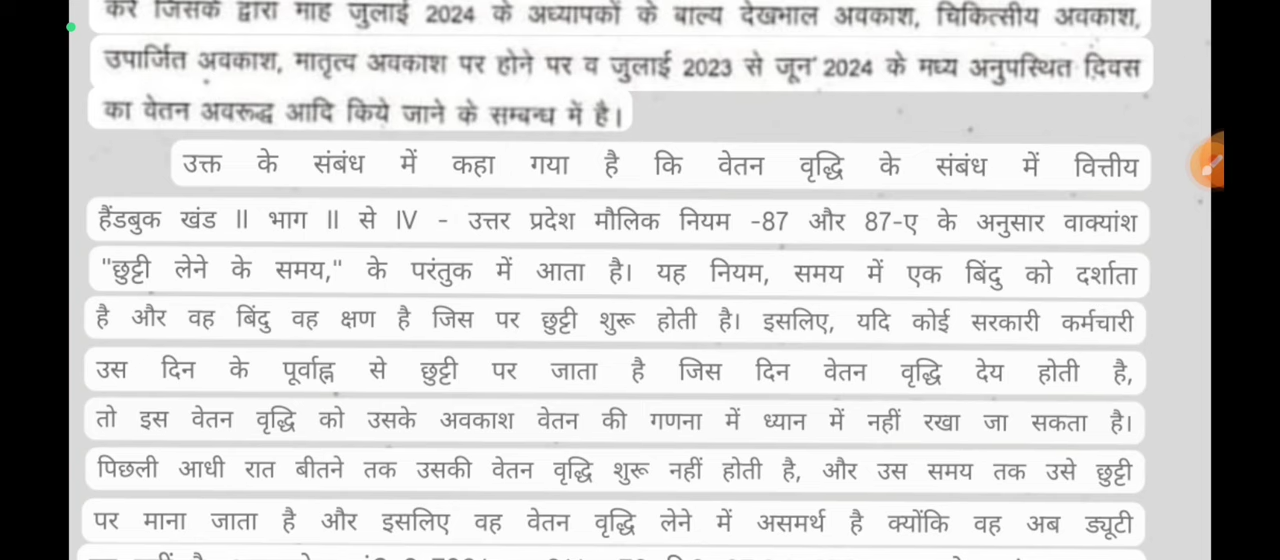 करें जिसके द्वारा माह जुलाई 2024 के अध्यापकों के बाल्य देखभाल अवकाश, चिकित्सीय अवकाश,
उपार्जित अवकाश, मातृत्व अवकाश पर होने पर व जुलाई 2023 से जून 2024 के मध्य अनुपस्थित दिवस
का वेतन अवरूद्ध आदि किये जाने के सम्बन्ध में है।
उक्त के संबंध में कहा गया है कि वेतन वृद्धि के संबंध में वित्तीय
हैंडबुक खंड II भाग II से IV - उत्तर प्रदेश मौलिक नियम -87 और 87-ए के अनुसार वाक्यांश
"छुट्टी लेने के समय," के परंतुक में आता है। यह नियम, समय में एक बिंदु को दर्शाता
है और वह बिंदु वह क्षण है जिस पर छुट्टी शुरू होती है। इसलिए, यदि कोई सरकारी कर्मचारी
उस दिन के पूर्वाह्न से छुट्टी पर जाता है जिस दिन वेतन वृद्धि देय होती है,
तो इस वेतन वृद्धि को उसके अवकाश वेतन की गणना में ध्यान में नहीं रखा जा सकता है।
पिछली आधी रात बीतने तक उसकी वेतन वृद्धि शुरू नहीं होती है, और उस समय तक उसे छुट्टी
पर माना जाता है और इसलिए वह वेतन वृद्धि लेने में असमर्थ है क्योंकि वह अब ड्यूटी